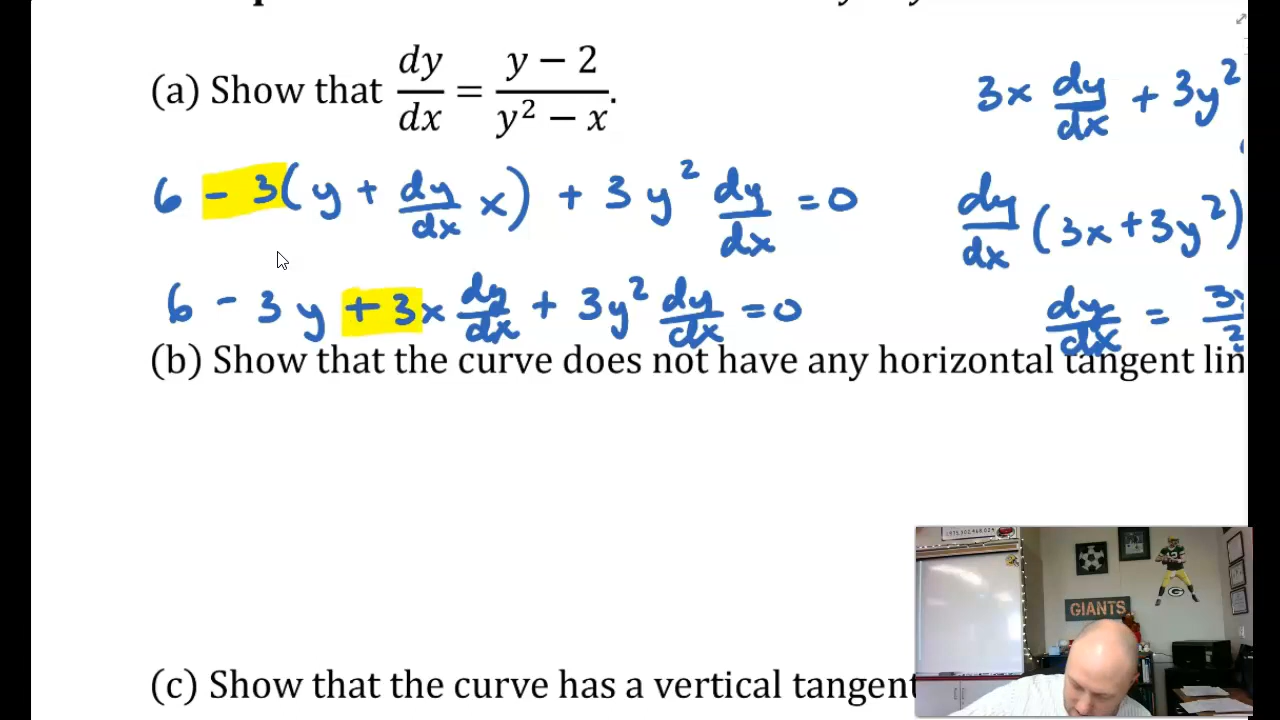 (a) Show that dy/dx = (y − 2)/(y² − x).
6 − 3(y + dy/dx x) + 3y² dy/dx = 0
6 − 3y + 3x dy/dx + 3y² dy/dx = 0
3x dy/dx + 3y²
dy/dx (3x + 3y²)
dy/dx =
(b) Show that the curve does not have any horizontal tangent
(c) Show that the curve has a vertical tangent
GIANTS
G